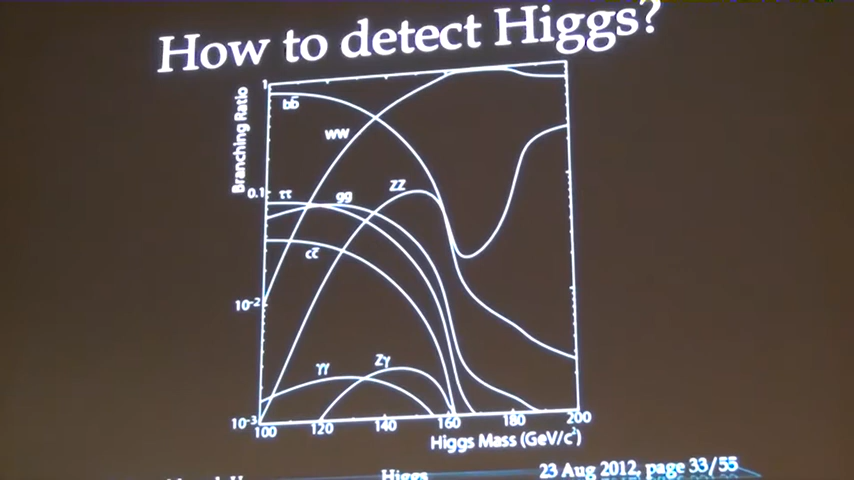 How to detect Higgs?
Branching Ratio
1
bb̄
WW
0.1
ττ
gg
ZZ
cc̄
10-2
γγ
Zγ
10-3
100 120 140 160 180 200
Higgs Mass (GeV/c²)
Higgs
23 Aug 2012, page 33/55